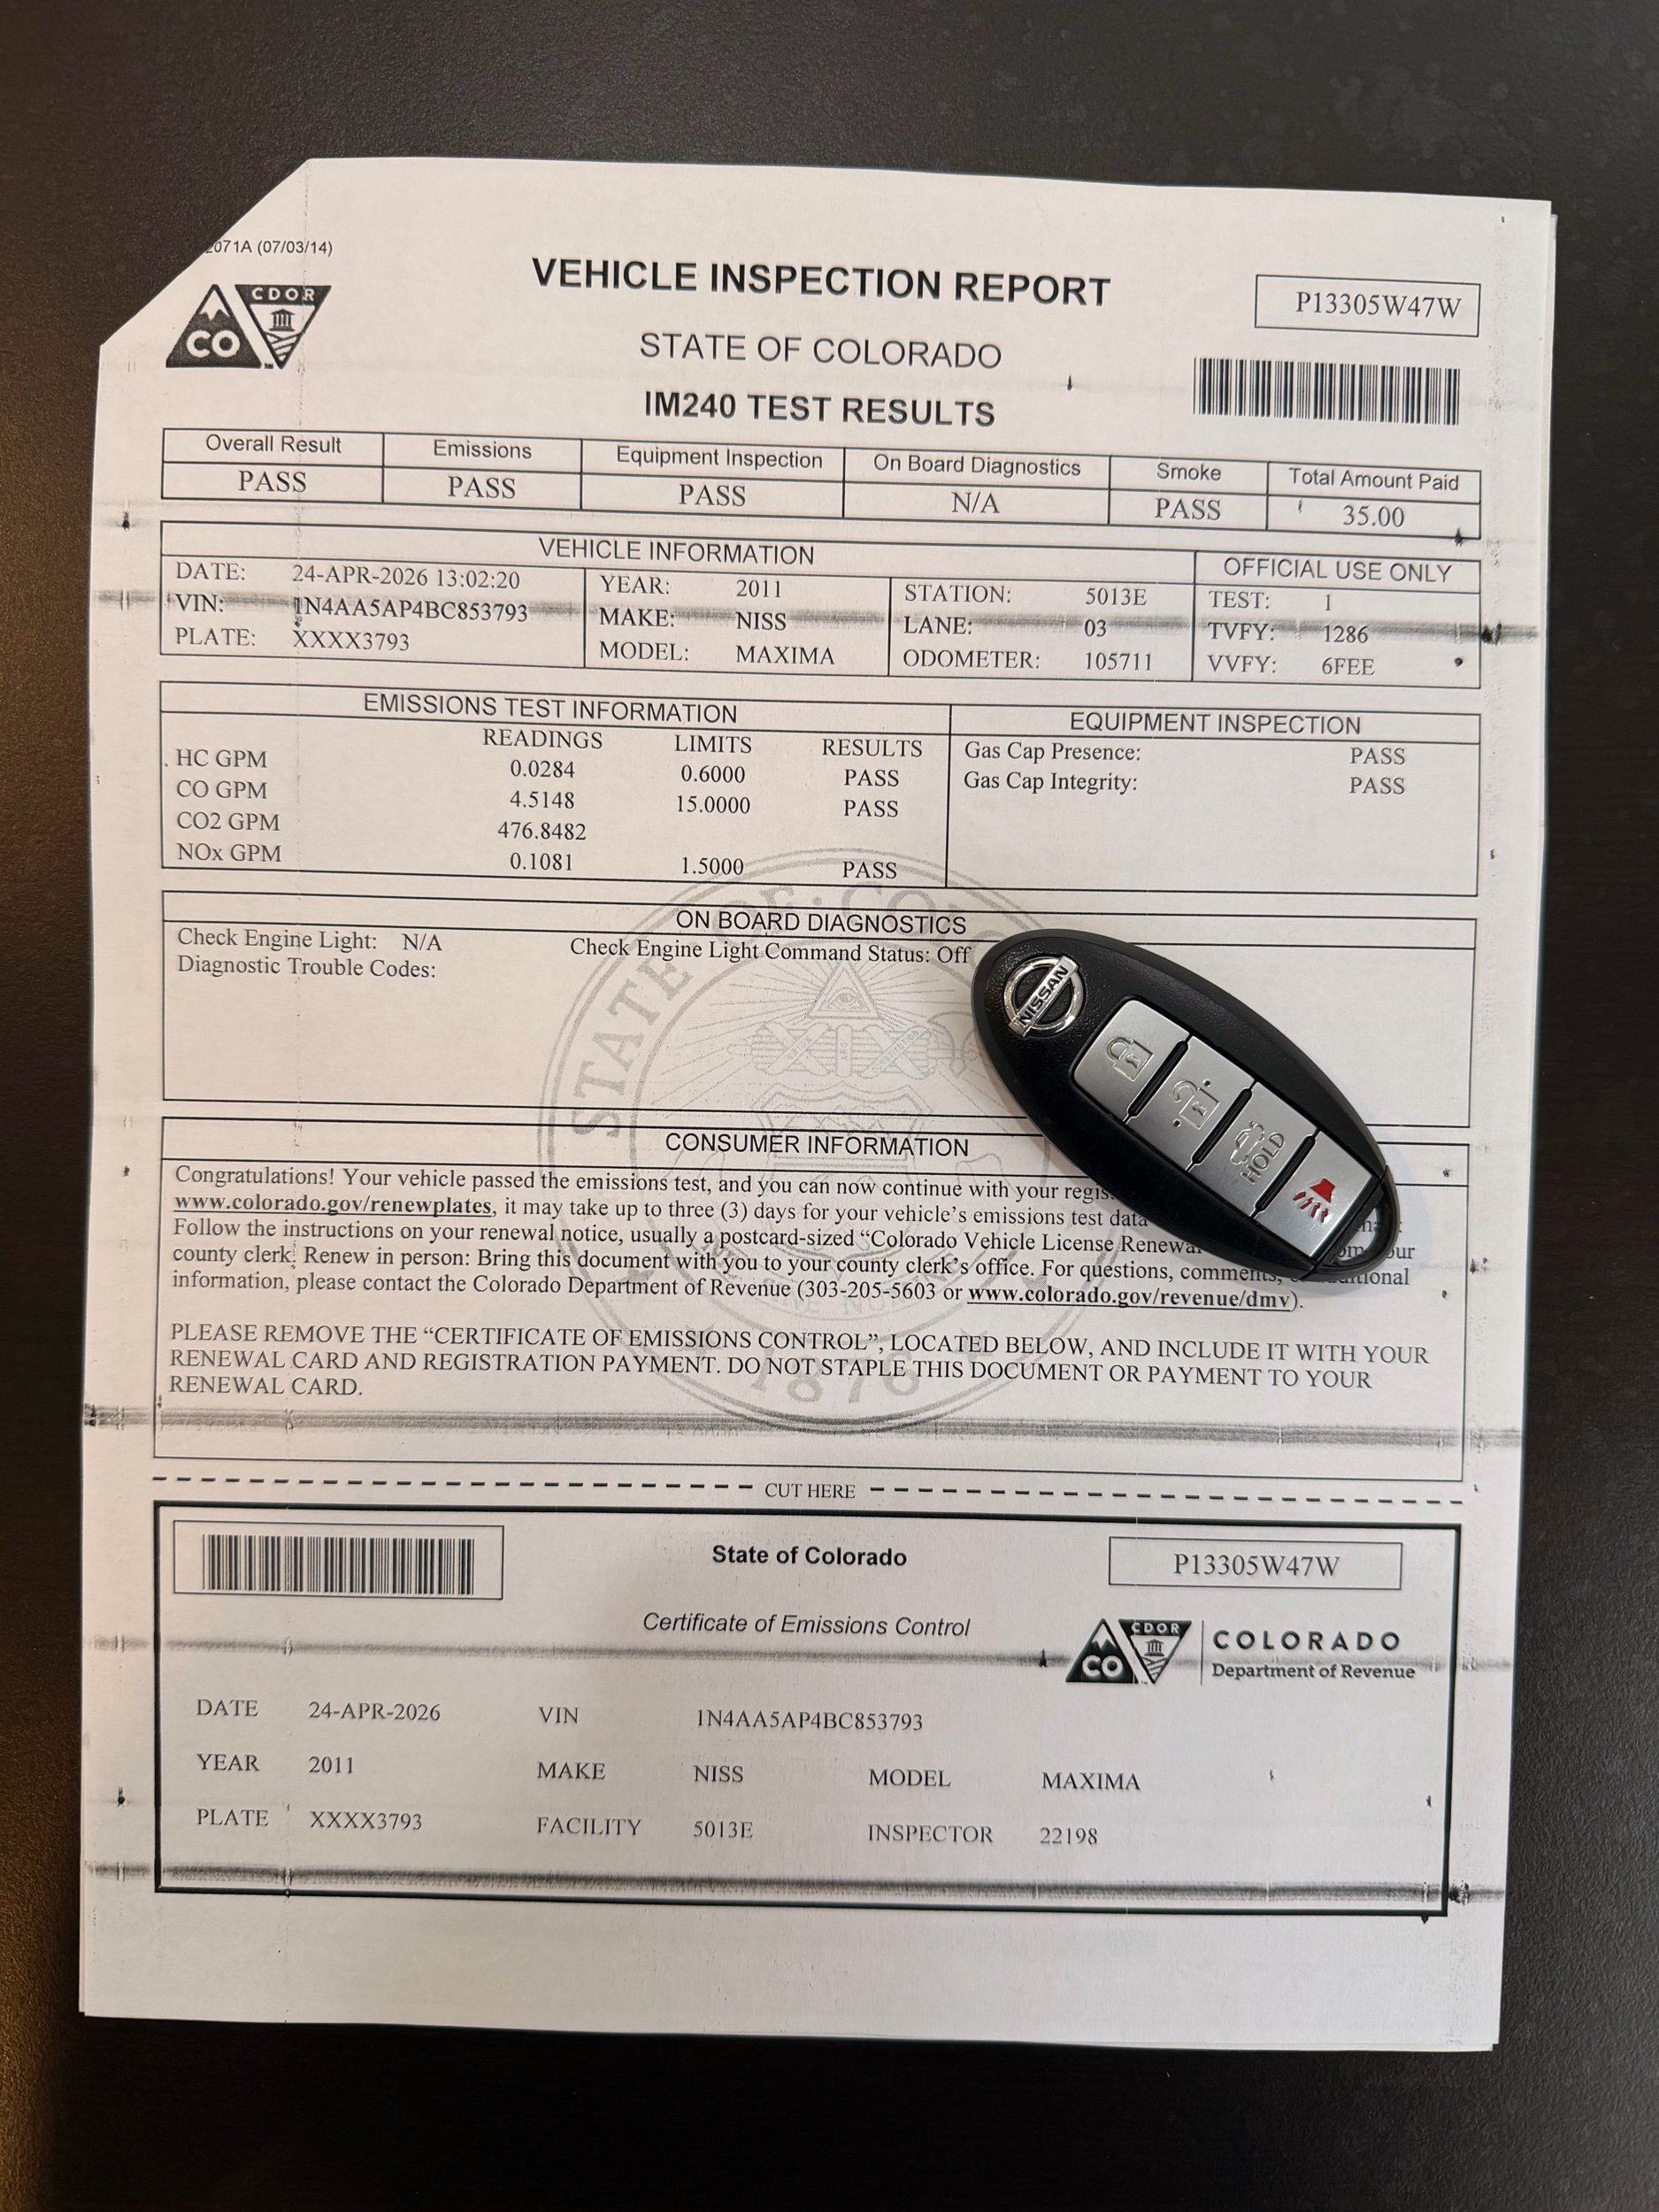 2071A (07/03/14)
CDOR
CO
VEHICLE INSPECTION REPORT
STATE OF COLORADO
IM240 TEST RESULTS
P13305W47W
Overall Result Emissions Equipment Inspection On Board Diagnostics Smoke Total Amount Paid
PASS PASS PASS N/A PASS 35.00
VEHICLE INFORMATION OFFICIAL USE ONLY
DATE: 24-APR-2026 13:02:20 YEAR: 2011 STATION: 5013E TEST: 1
VIN: 1N4AA5AP4BC853793 MAKE: NISS LANE: 03 TVFY: 1286
PLATE: XXXX3793 MODEL: MAXIMA ODOMETER: 105711 VVFY: 6FEE
EMISSIONS TEST INFORMATION EQUIPMENT INSPECTION
READINGS LIMITS RESULTS
HC GPM 0.0284 0.6000 PASS Gas Cap Presence: PASS
CO GPM 4.5148 15.0000 PASS Gas Cap Integrity: PASS
CO2 GPM 476.8482
NOx GPM 0.1081 1.5000 PASS
ON BOARD DIAGNOSTICS
Check Engine Light: N/A Check Engine Light Command Status: Off
Diagnostic Trouble Codes:
STATE OF CO
XIX
1876
NISSAN
HOLD
CONSUMER INFORMATION
Congratulations! Your vehicle passed the emissions test, and you can now continue with your regis
www.colorado.gov/renewplates, it may take up to three (3) days for your vehicle's emissions test data
Follow the instructions on your renewal notice, usually a postcard-sized "Colorado Vehicle License Renewa
county clerk. Renew in person: Bring this document with you to your county clerk's office. For questions, comments,
information, please contact the Colorado Department of Revenue (303-205-5603 or www.colorado.gov/revenue/dmv).
PLEASE REMOVE THE "CERTIFICATE OF EMISSIONS CONTROL", LOCATED BELOW, AND INCLUDE IT WITH YOUR
RENEWAL CARD AND REGISTRATION PAYMENT. DO NOT STAPLE THIS DOCUMENT OR PAYMENT TO YOUR
RENEWAL CARD.
CUT HERE
State of Colorado
P13305W47W
Certificate of Emissions Control
CDOR
CO
COLORADO
Department of Revenue
DATE 24-APR-2026 VIN 1N4AA5AP4BC853793
YEAR 2011 MAKE NISS MODEL MAXIMA
PLATE XXXX3793 FACILITY 5013E INSPECTOR 22198